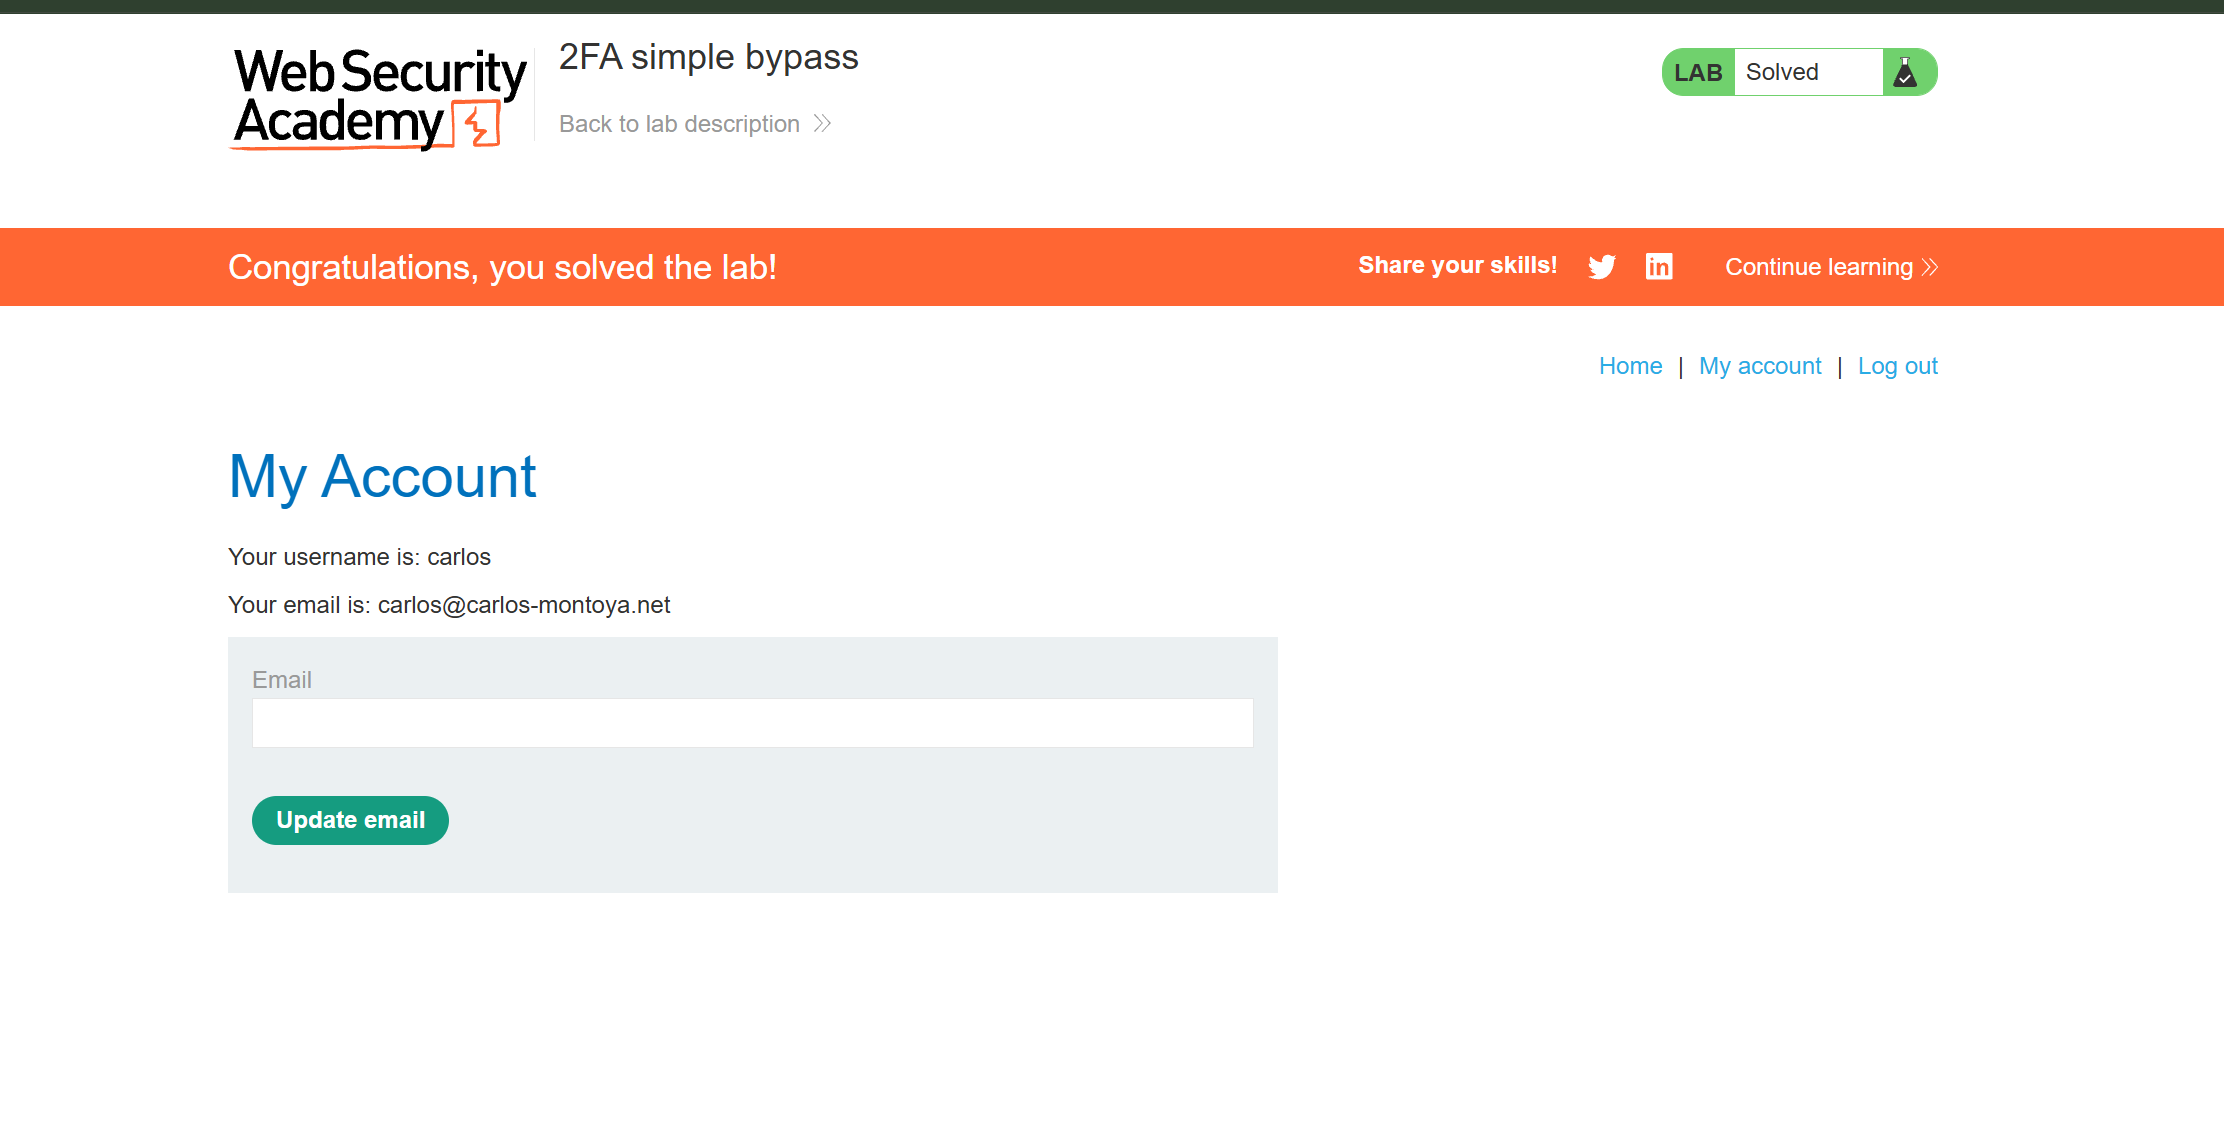 Web Security
Academy
2FA simple bypass
Back to lab description
LAB Solved
Congratulations, you solved the lab!
Share your skills!
Continue learning
Home | My account | Log out
My Account
Your username is: carlos
Your email is: carlos@carlos-montoya.net
Email
Update email